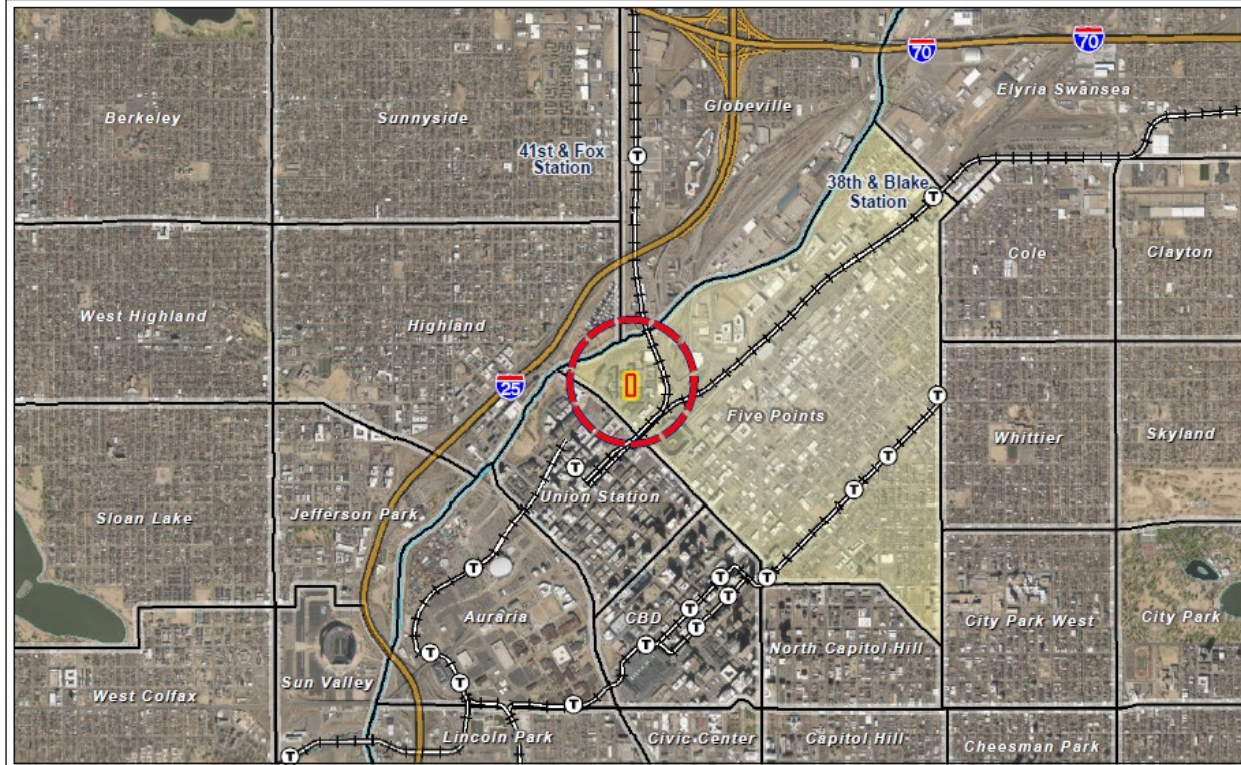 70
70
Globeville
Elyria Swansea
Berkeley
Sunnyside
41st & Fox
Station
T
38th & Blake
Station
T
Cole
Clayton
West Highland
Highland
25
T
Five Points
Whittier
Skyland
T
T
Union Station
T
Sloan Lake
Jefferson Park
T
T
T
T
Auraria
T
T
CBD
T
T
City Park West
City Park
North Capitol Hill
T
West Colfax
Sun Valley
T
T
Lincoln Park
Civic Center
Capitol Hill
Cheesman Park
T